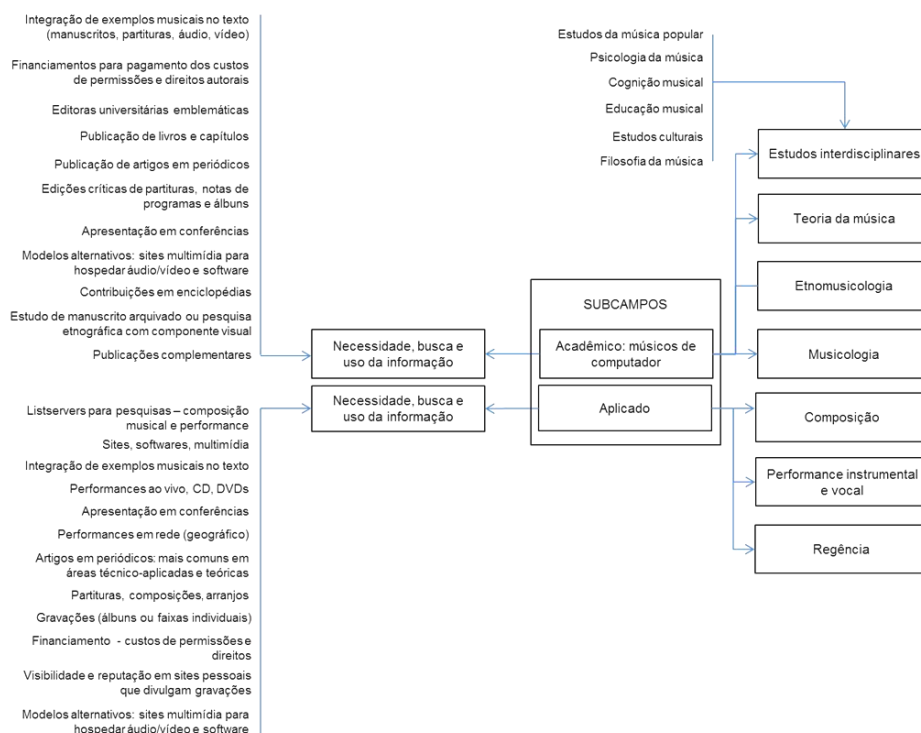 Integração de exemplos musicais no texto
(manuscritos, partituras, áudio, vídeo)
Financiamentos para pagamento dos custos
de permissões e direitos autorais
Editoras universitárias emblemáticas
Publicação de livros e capítulos
Publicação de artigos em periódicos
Edições críticas de partituras, notas de
programas e álbuns
Apresentação em conferências
Modelos alternativos: sites multimídia para
hospedar áudio/vídeo e software
Contribuições em enciclopédias
Estudo de manuscrito arquivado ou pesquisa
etnográfica com componente visual
Publicações complementares
Listservers para pesquisas – composição
musical e performance
Sites, softwares, multimídia
Integração de exemplos musicais no texto
Performances ao vivo, CD, DVDs
Apresentação em conferências
Performances em rede (geográfico)
Artigos em periódicos: mais comuns em
áreas técnico-aplicadas e teóricas
Partituras, composições, arranjos
Gravações (álbuns ou faixas individuais)
Financiamento - custos de permissões e
direitos
Visibilidade e reputação em sites pessoais
que divulgam gravações
Modelos alternativos: sites multimídia para
hospedar áudio/vídeo e software
Necessidade, busca e
uso da informação
Necessidade, busca e
uso da informação
SUBCAMPOS
Acadêmico: músicos de
computador
Aplicado
Estudos da música popular
Psicologia da música
Cognição musical
Educação musical
Estudos culturais
Filosofia da música
Estudos interdisciplinares
Teoria da música
Etnomusicologia
Musicologia
Composição
Performance instrumental
e vocal
Regência